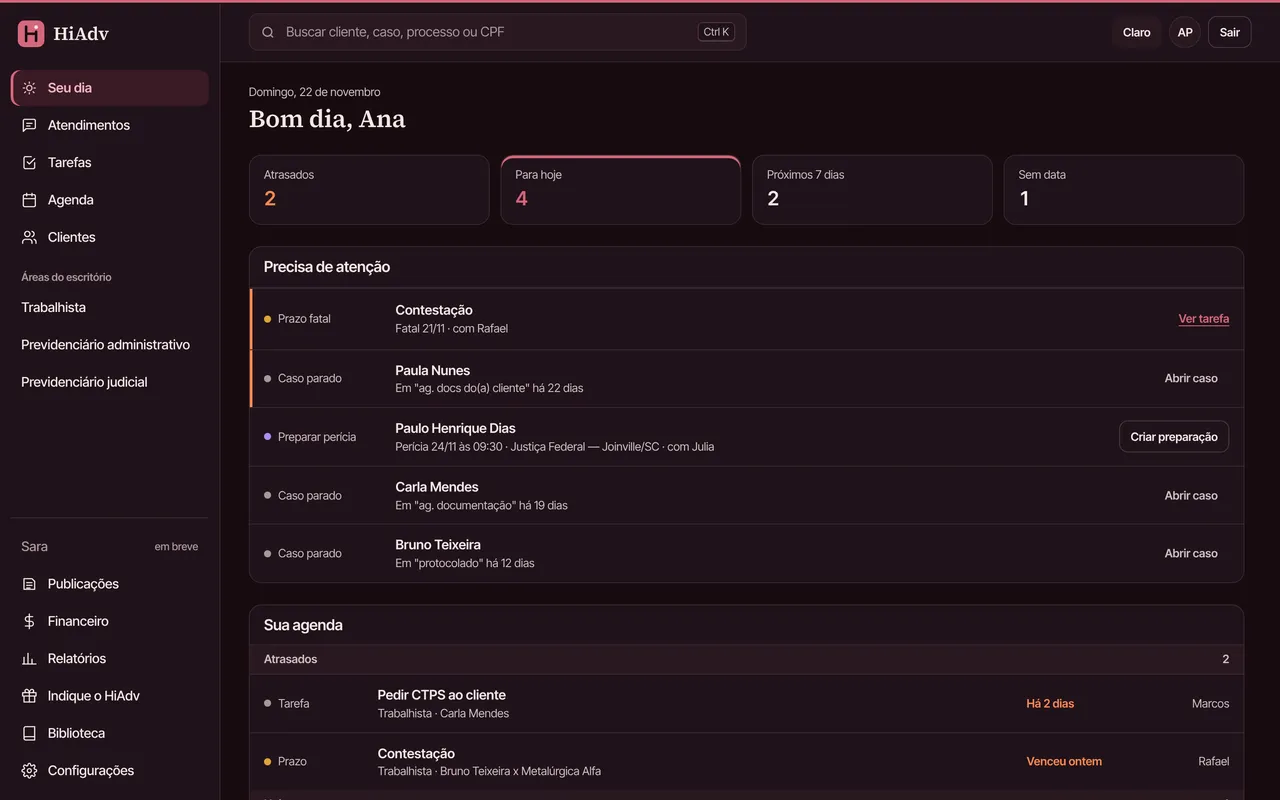 HiAdv
Buscar cliente, caso, processo ou CPF
Ctrl K
Claro
AP
Sair
Seu dia
Atendimentos
Tarefas
Agenda
Clientes
Áreas do escritório
Trabalhista
Previdenciário administrativo
Previdenciário judicial
Sara
em breve
Publicações
Financeiro
Relatórios
Indique o HiAdv
Biblioteca
Configurações
Domingo, 22 de novembro
Bom dia, Ana
Atrasados
2
Para hoje
4
Próximos 7 dias
2
Sem data
1
Precisa de atenção
Prazo fatal
Contestação
Fatal 21/11 · com Rafael
Ver tarefa
Caso parado
Paula Nunes
Em "ag. docs do(a) cliente" há 22 dias
Abrir caso
Preparar perícia
Paulo Henrique Dias
Perícia 24/11 às 09:30 · Justiça Federal — Joinville/SC · com Julia
Criar preparação
Caso parado
Carla Mendes
Em "ag. documentação" há 19 dias
Abrir caso
Caso parado
Bruno Teixeira
Em "protocolado" há 12 dias
Abrir caso
Sua agenda
Atrasados
2
Tarefa
Pedir CTPS ao cliente
Trabalhista · Carla Mendes
Há 2 dias
Marcos
Prazo
Contestação
Trabalhista · Bruno Teixeira x Metalúrgica Alfa
Venceu ontem
Rafael